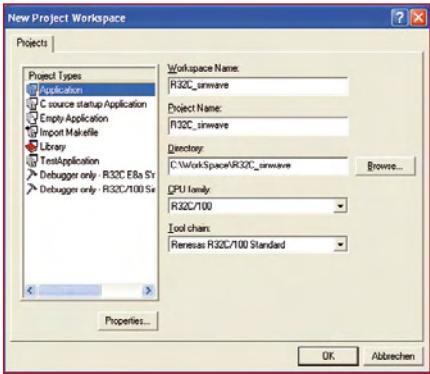 New Project Workspace
Projects
Project Types
Application
C source startup Application
Empty Application
Import Makefile
Library
TestApplication
Debugger only - R32C E8a S'r
Debugger only - R32C/100 Sir
Properties...
Workspace Name:
R32C_sinwave
Project Name:
R32C_sinwave
Directory:
C:\WorkSpace\R32C_sinwave
Browse...
CPU family:
R32C/100
Tool chain:
Renesas R32C/100 Standard
OK
Abbrechen